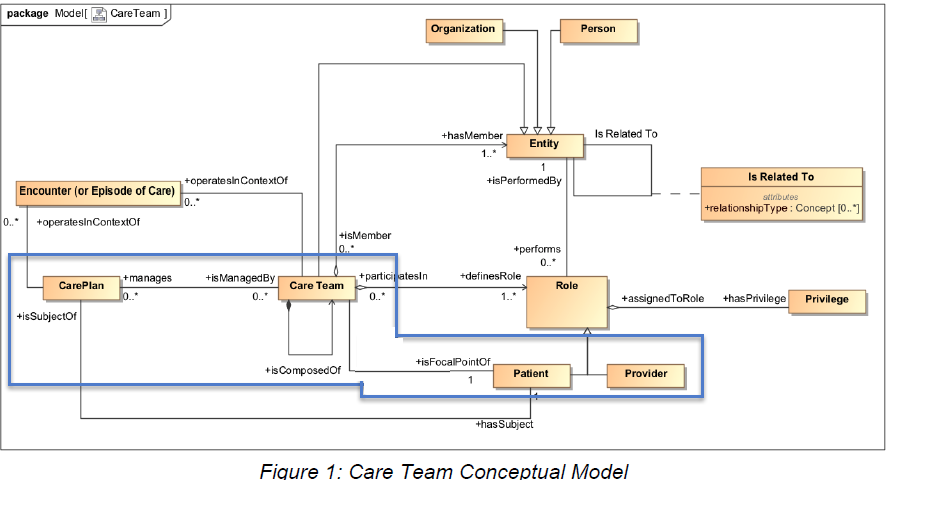 package Model[ CareTeam ]
Organization
Person
+hasMember
1..*
Entity
Is Related To
1
+isPerformedBy
Is Related To
attributes
+relationshipType : Concept [0..*]
Encounter (or Episode of Care)
+operatesInContextOf
0..*
0..*
+operatesInContextOf
+isMember
0..*
+performs
0..*
CarePlan
+manages
0..*
+isManagedBy
0..*
Care Team
+participatesIn
0..*
+definesRole
1..*
Role
+assignedToRole
+hasPrivilege
Privilege
+isSubjectOf
+isComposedOf
+isFocalPointOf
1
Patient
Provider
1
+hasSubject
Figure 1: Care Team Conceptual Model